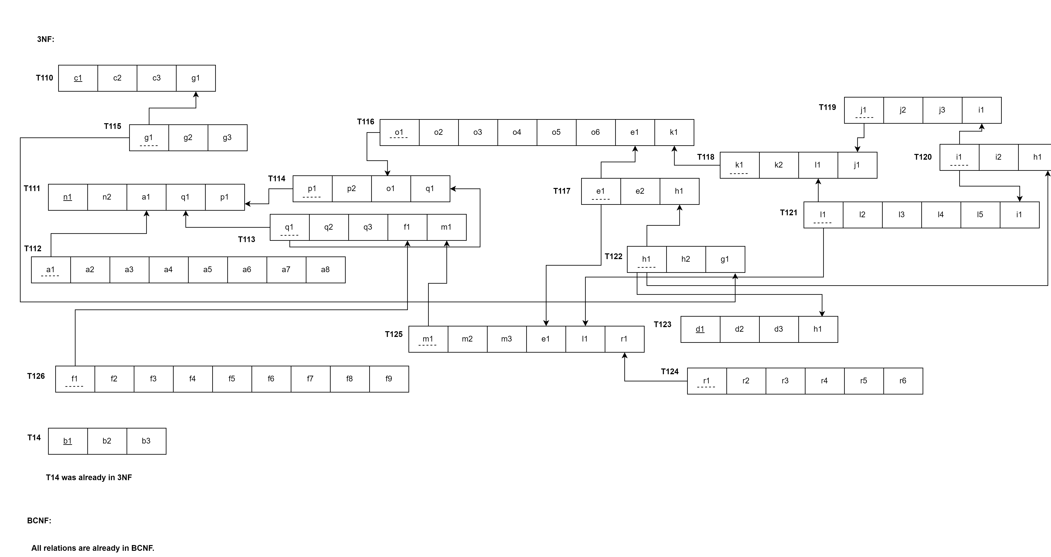 3NF:
T110 c1 c2 c3 g1
T115 g1 g2 g3
T116 o1 o2 o3 o4 o5 o6 e1 k1
T119 j1 j2 j3 i1
T118 k1 k2 l1 j1
T120 i1 i2 h1
T111 n1 n2 a1 q1 p1
T114 p1 p2 o1 q1
T117 e1 e2 h1
T121 l1 l2 l3 l4 l5 i1
T113 q1 q2 q3 f1 m1
T112 a1 a2 a3 a4 a5 a6 a7 a8
T122 h1 h2 g1
T125 m1 m2 m3 e1 l1 r1
T123 d1 d2 d3 h1
T126 f1 f2 f3 f4 f5 f6 f7 f8 f9
T124 r1 r2 r3 r4 r5 r6
T14 b1 b2 b3
T14 was already in 3NF
BCNF:
All relations are already in BCNF.